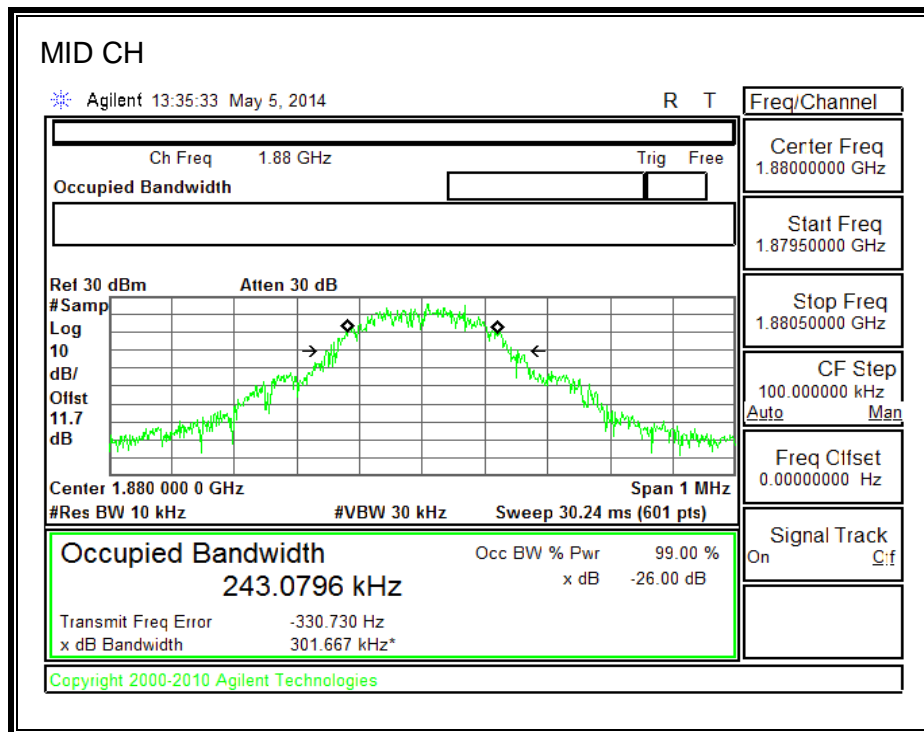 MID CH
Agilent 13:35:33 May 5, 2014 R T
Freq/Channel
Ch Freq 1.88 GHz Trig Free
Occupied Bandwidth
Center Freq
1.88000000 GHz
Start Freq
1.87950000 GHz
Stop Freq
1.88050000 GHz
CF Step
100.000000 kHz
Auto Man
Freq Offset
0.00000000 Hz
Signal Track
On Off
Ref 30 dBm Atten 30 dB
#Samp
Log
10
dB/
Offst
11.7
dB
Center 1.880 000 0 GHz Span 1 MHz
#Res BW 10 kHz #VBW 30 kHz Sweep 30.24 ms (601 pts)
Occupied Bandwidth
243.0796 kHz
Occ BW % Pwr 99.00 %
x dB -26.00 dB
Transmit Freq Error -330.730 Hz
x dB Bandwidth 301.667 kHz*
Copyright 2000-2010 Agilent Technologies